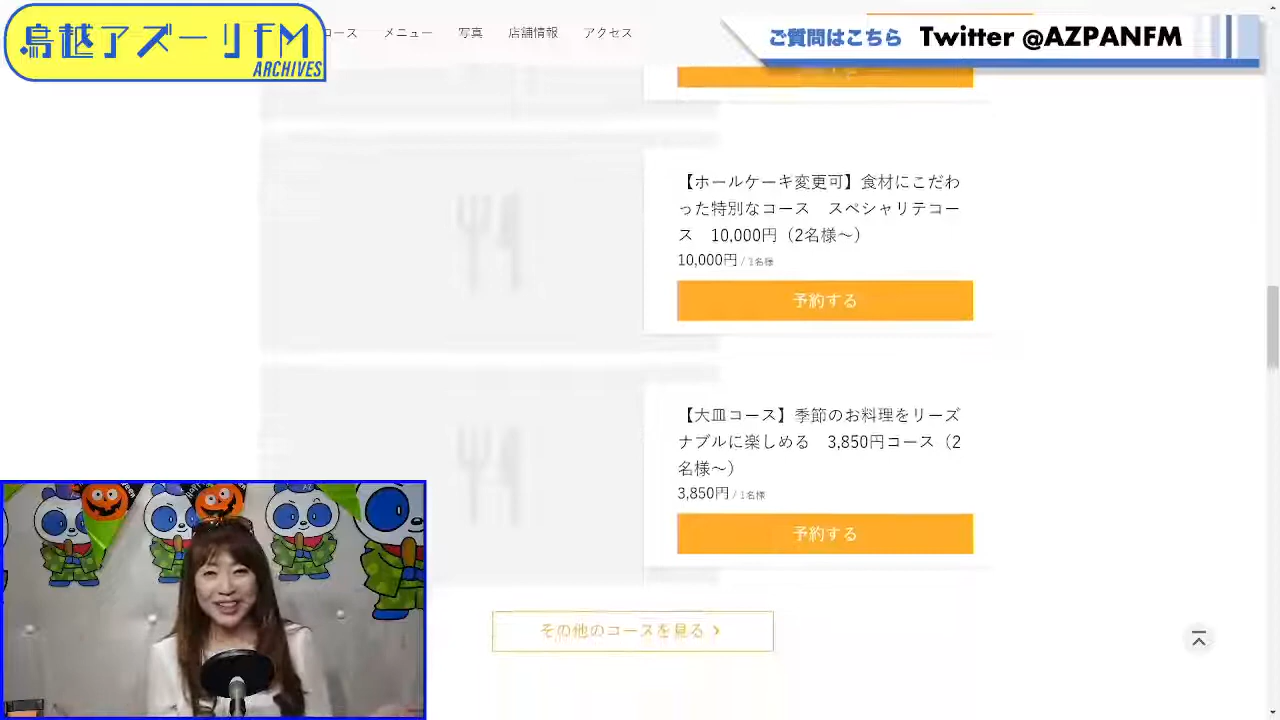 鳥越アズーリFM
ARCHIVES
コース
メニュー
写真
店舗情報
アクセス
ご質問はこちら Twitter @AZPANFM
【ホールケーキ変更可】食材にこだわ
った特別なコース　スペシャリテコー
ス　10,000円（2名様～）
10,000円 / 1名様
予約する
【大皿コース】季節のお料理をリーズ
ナブルに楽しめる　3,850円コース（2
名様～）
3,850円 / 1名様
予約する
その他のコースを見る